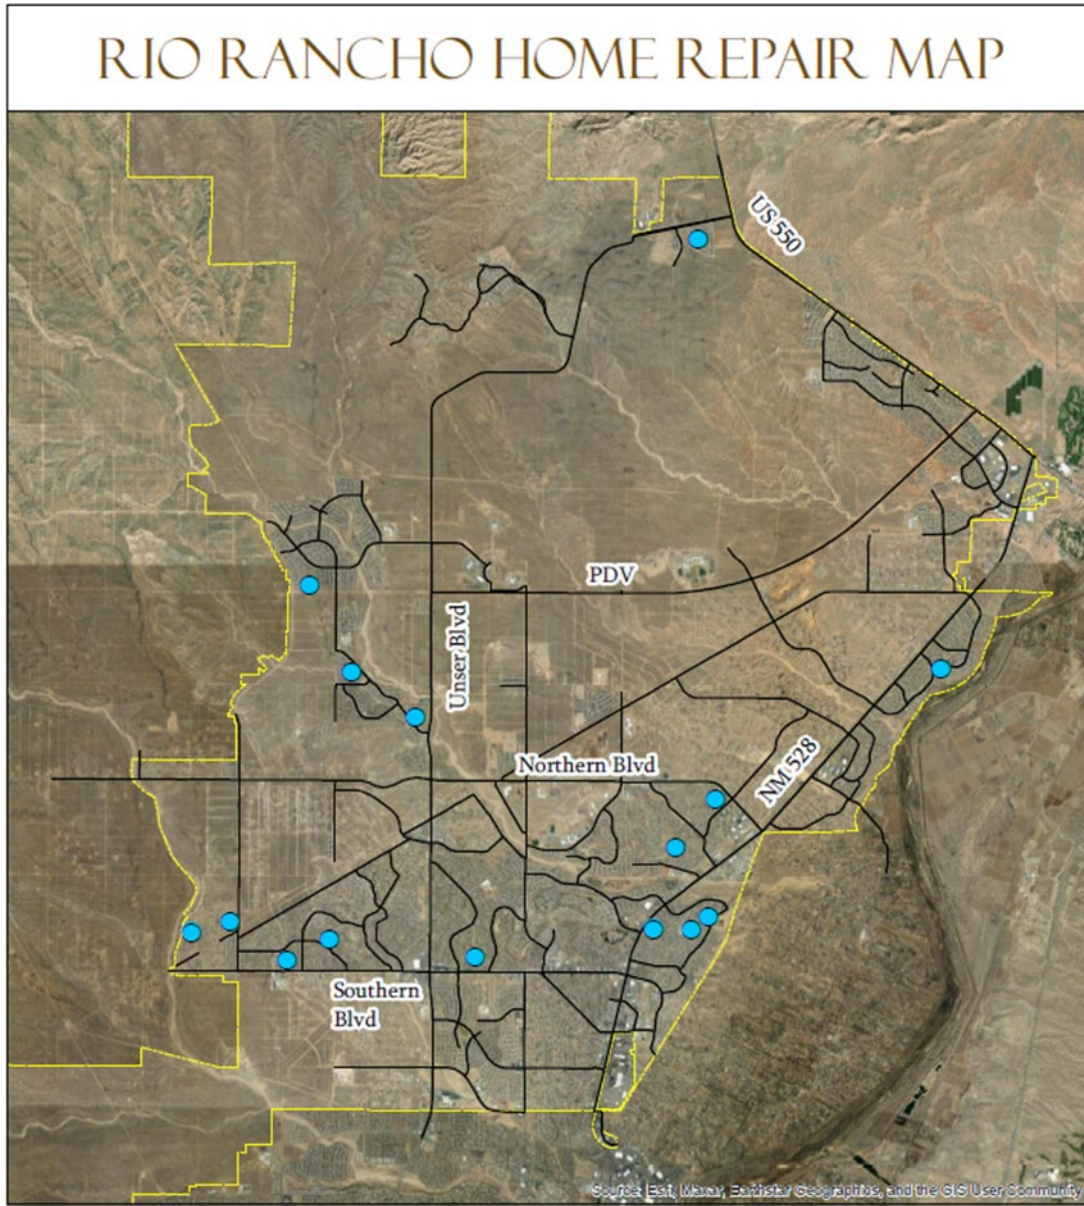 RIO RANCHO HOME REPAIR MAP
US 550
PDV
Unser Blvd
Northern Blvd
NM 528
Southern
Blvd
Source: Esri, Maxar, Earthstar Geographics, and the GIS User Community